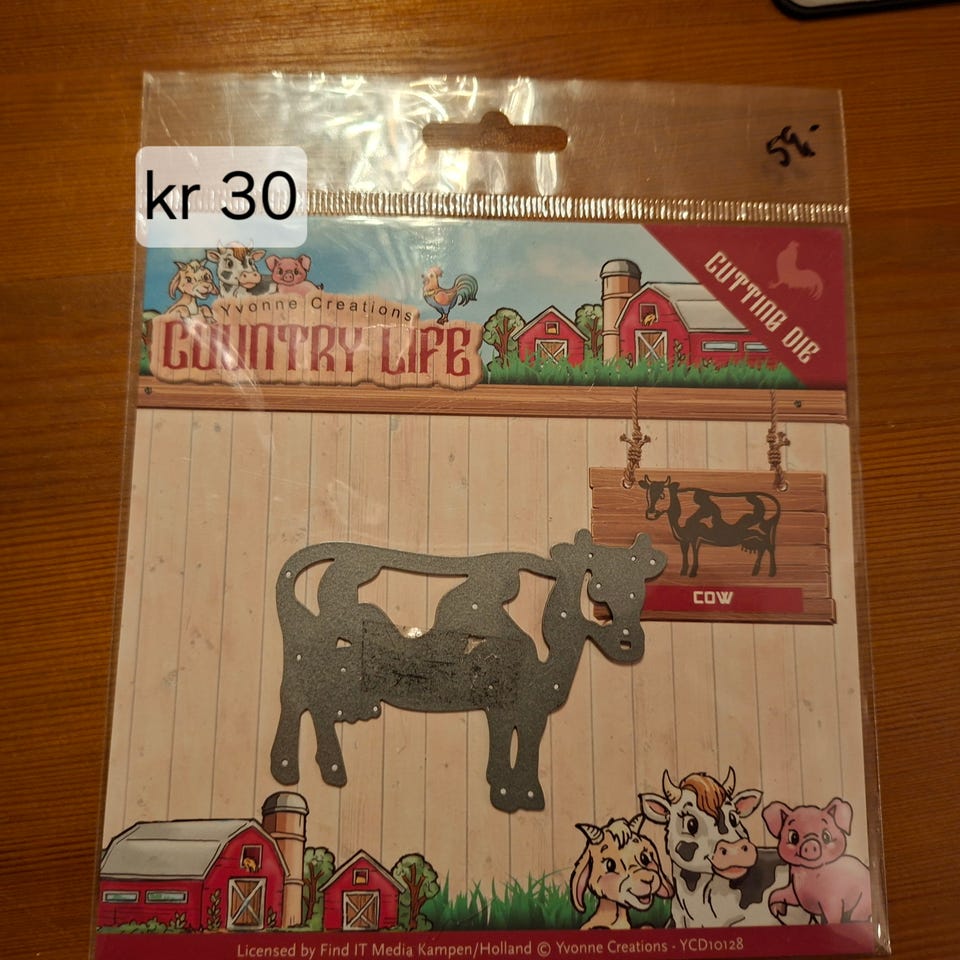 59,-
kr 30
CUTTING DIE
Yvonne Creations
COUNTRY LIFE
COW
Licensed by Find IT Media Kampen/Holland © Yvonne Creations - YCD10128